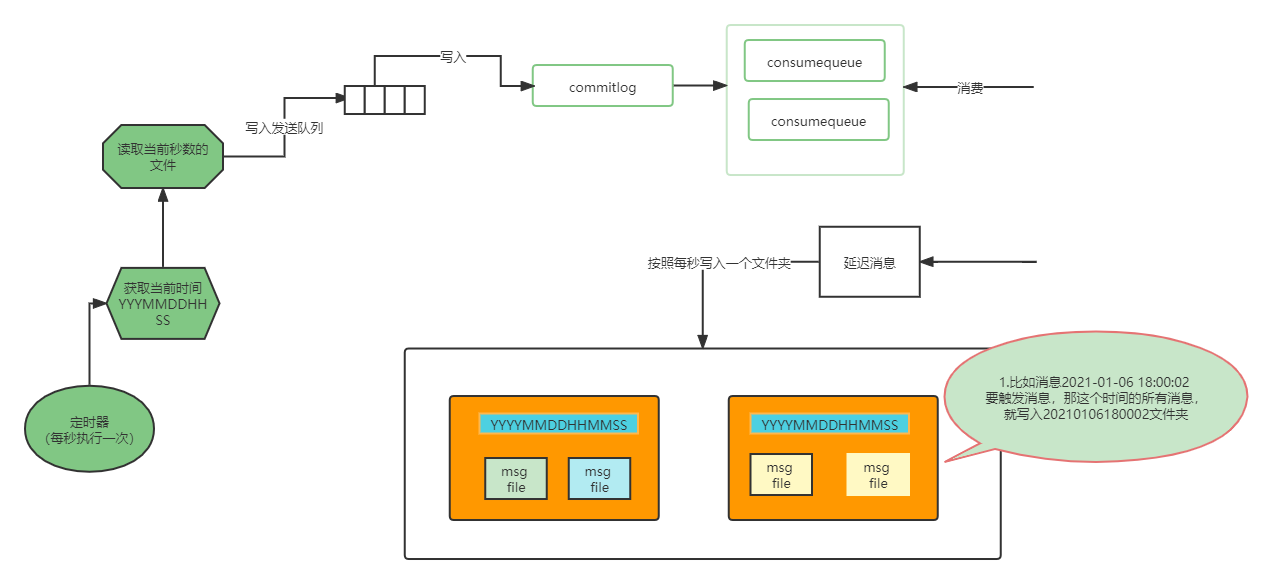 写入
commitlog
consumequeue
consumequeue
消费
写入发送队列
读取当前秒数的
文件
获取当前时间
YYYMMDDHH
SS
定时器
（每秒执行一次）
延迟消息
按照每秒写入一个文件夹
YYYYMMDDHHMMSS
msg
file
msg
file
YYYYMMDDHHMMSS
msg
file
msg
file
1.比如消息2021-01-06 18:00:02
要触发消息，那这个时间的所有消息，
就写入20210106180002文件夹